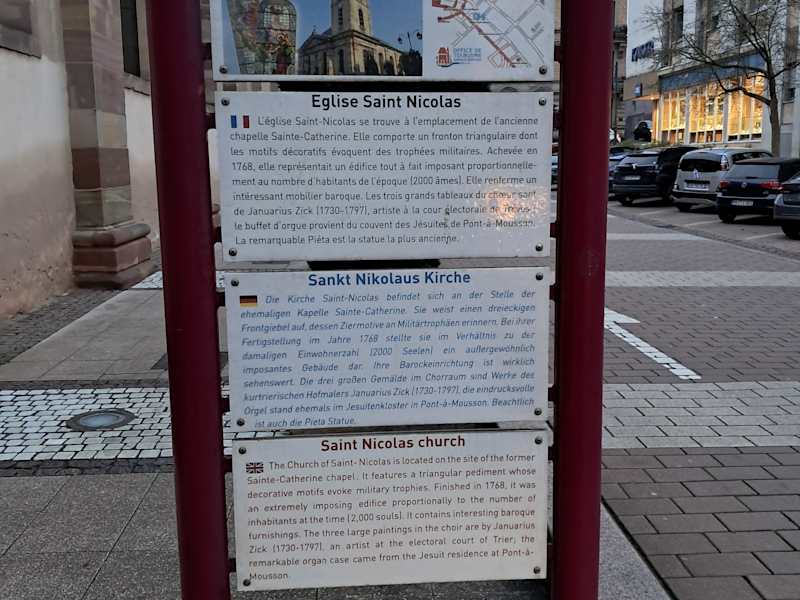 OFFICE DE
TOURISME
Eglise Saint Nicolas
L'église Saint-Nicolas se trouve à l'emplacement de l'ancienne
chapelle Sainte-Catherine. Elle comporte un fronton triangulaire dont
les motifs décoratifs évoquent des trophées militaires. Achevée en
1768, elle représentait un édifice tout à fait imposant proportionnelle-
ment au nombre d'habitants de l'époque (2000 âmes). Elle renferme un
intéressant mobilier baroque. Les trois grands tableaux du chœur sont
de Januarius Zick (1730-1797), artiste à la cour électorale de Trèves,
le buffet d'orgue provient du couvent des Jésuites de Pont-à-Mousson.
La remarquable Piéta est la statue la plus ancienne.
Sankt Nikolaus Kirche
Die Kirche Saint-Nicolas befindet sich an der Stelle der
ehemaligen Kapelle Sainte-Catherine. Sie weist einen dreieckigen
Frontgiebel auf, dessen Ziermotive an Militärtrophäen erinnern. Bei ihrer
Fertigstellung im Jahre 1768 stellte sie im Verhältnis zu der
damaligen Einwohnerzahl (2000 Seelen) ein außergewöhnlich
imposantes Gebäude dar. Ihre Barockeinrichtung ist wirklich
sehenswert. Die drei großen Gemälde im Chorraum sind Werke des
kurtrierischen Hofmalers Januarius Zick (1730-1797), die eindrucksvolle
Orgel stand ehemals im Jesuitenkloster in Pont-à-Mousson. Beachtlich
ist auch die Pieta Statue.
Saint Nicolas church
The Church of Saint-Nicolas is located on the site of the former
Sainte-Catherine chapel. It features a triangular pediment whose
decorative motifs evoke military trophies. Finished in 1768, it was
an extremely imposing edifice proportionally to the number of
inhabitants at the time (2,000 souls). It contains interesting baroque
furnishings. The three large paintings in the choir are by Januarius
Zick (1730-1797), an artist at the electoral court of Trier; the
remarkable organ case came from the Jesuit residence at Pont-à-
Mousson.